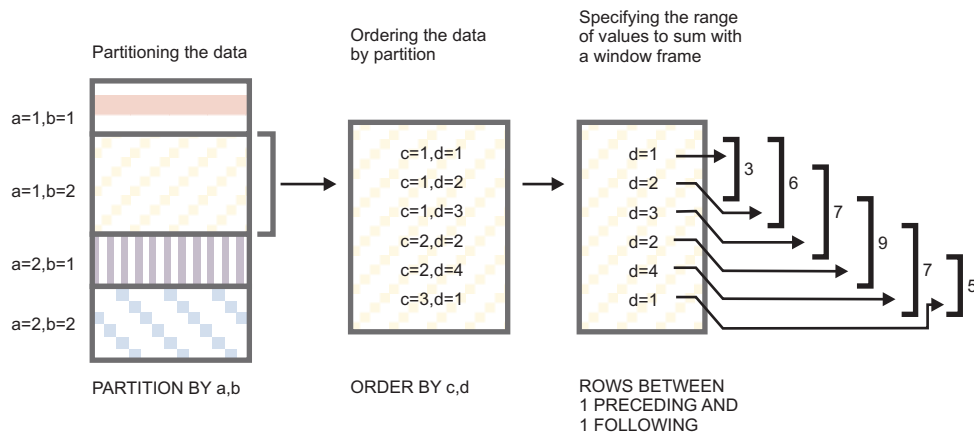 Partitioning the data
a=1,b=1
a=1,b=2
a=2,b=1
a=2,b=2
PARTITION BY a,b
Ordering the data
by partition
c=1,d=1
c=1,d=2
c=1,d=3
c=2,d=2
c=2,d=4
c=3,d=1
ORDER BY c,d
Specifying the range
of values to sum with
a window frame
d=1
d=2
d=3
d=2
d=4
d=1
3
6
7
9
7
5
ROWS BETWEEN
1 PRECEDING AND
1 FOLLOWING